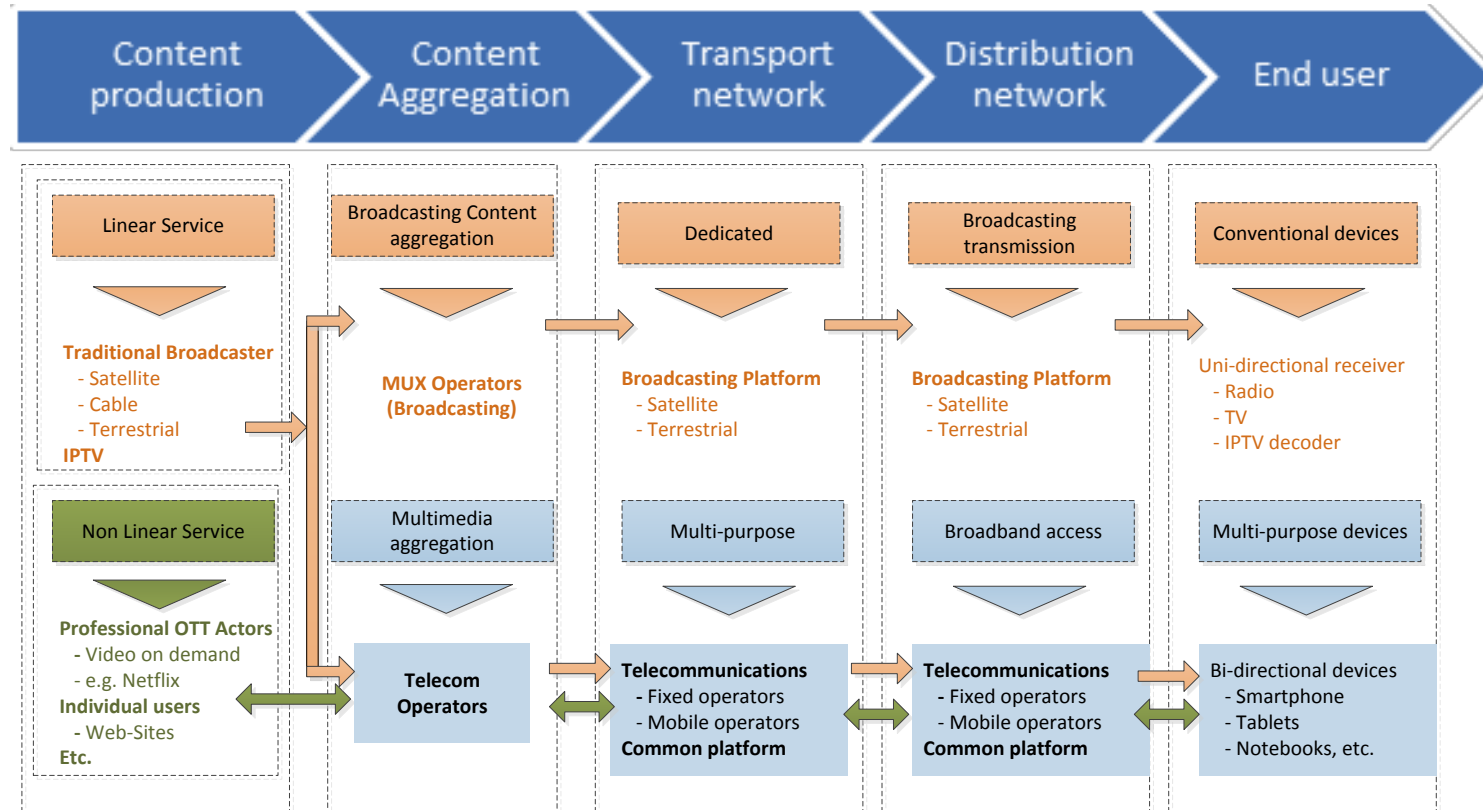 Content
production
Content
Aggregation
Transport
network
Distribution
network
End user
Linear Service
Traditional Broadcaster
- Satellite
- Cable
- Terrestrial
IPTV
Non Linear Service
Professional OTT Actors
- Video on demand
- e.g. Netflix
Individual users
- Web-Sites
Etc.
Broadcasting Content
aggregation
MUX Operators
(Broadcasting)
Multimedia
aggregation
Telecom
Operators
Dedicated
Broadcasting Platform
- Satellite
- Terrestrial
Multi-purpose
Telecommunications
- Fixed operators
- Mobile operators
Common platform
Broadcasting
transmission
Broadcasting Platform
- Satellite
- Terrestrial
Broadband access
Telecommunications
- Fixed operators
- Mobile operators
Common platform
Conventional devices
Uni-directional receiver
- Radio
- TV
- IPTV decoder
Multi-purpose devices
Bi-directional devices
- Smartphone
- Tablets
- Notebooks, etc.